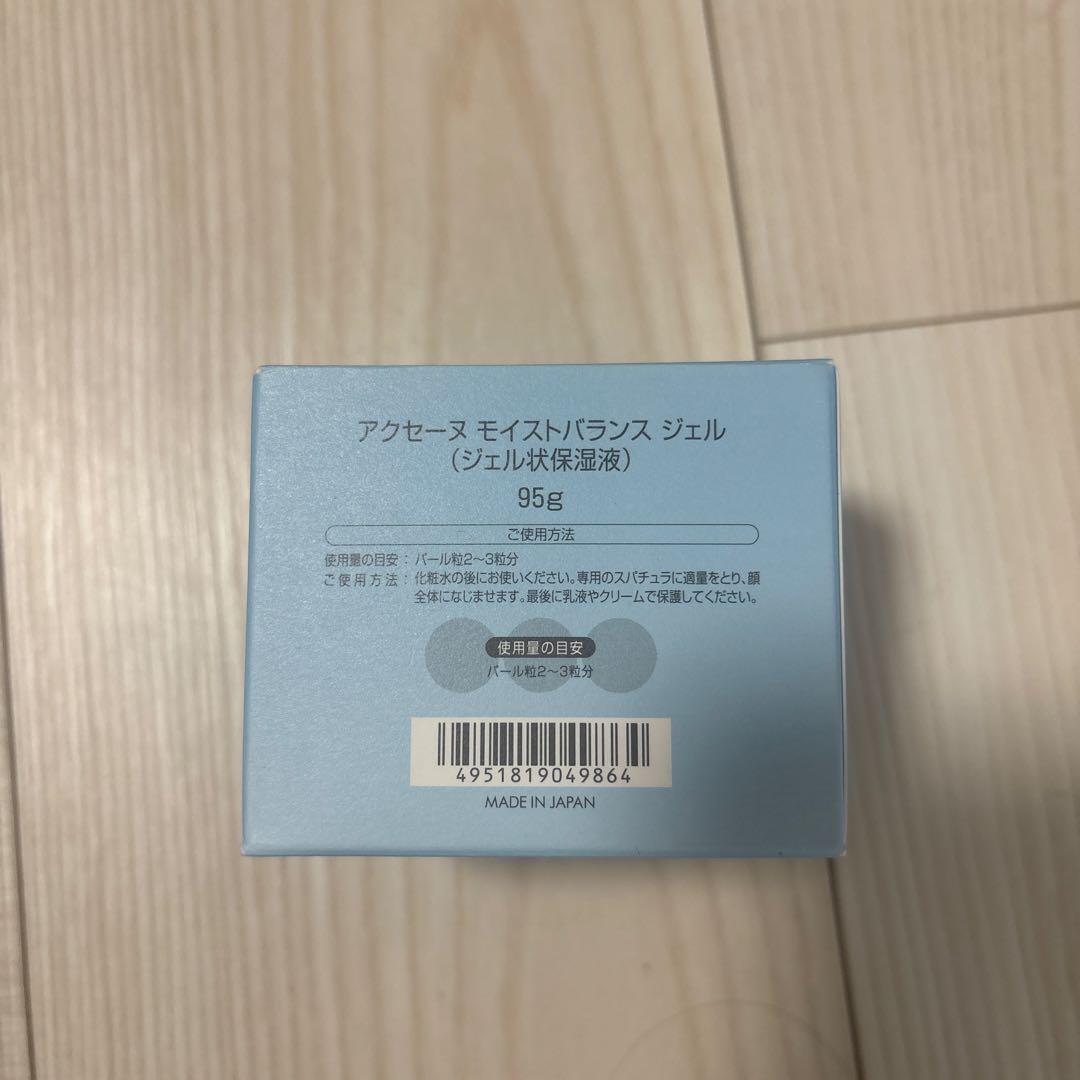 アクセーヌ モイストバランス ジェル
(ジェル状保湿液)
95g
ご使用方法
使用量の目安：パール粒2〜3粒分
ご使用方法：化粧水の後にお使いください。専用のスパチュラに適量をとり、顔
全体になじませます。最後に乳液やクリームで保護してください。
使用量の目安
パール粒2〜3粒分
4951819049864
MADE IN JAPAN